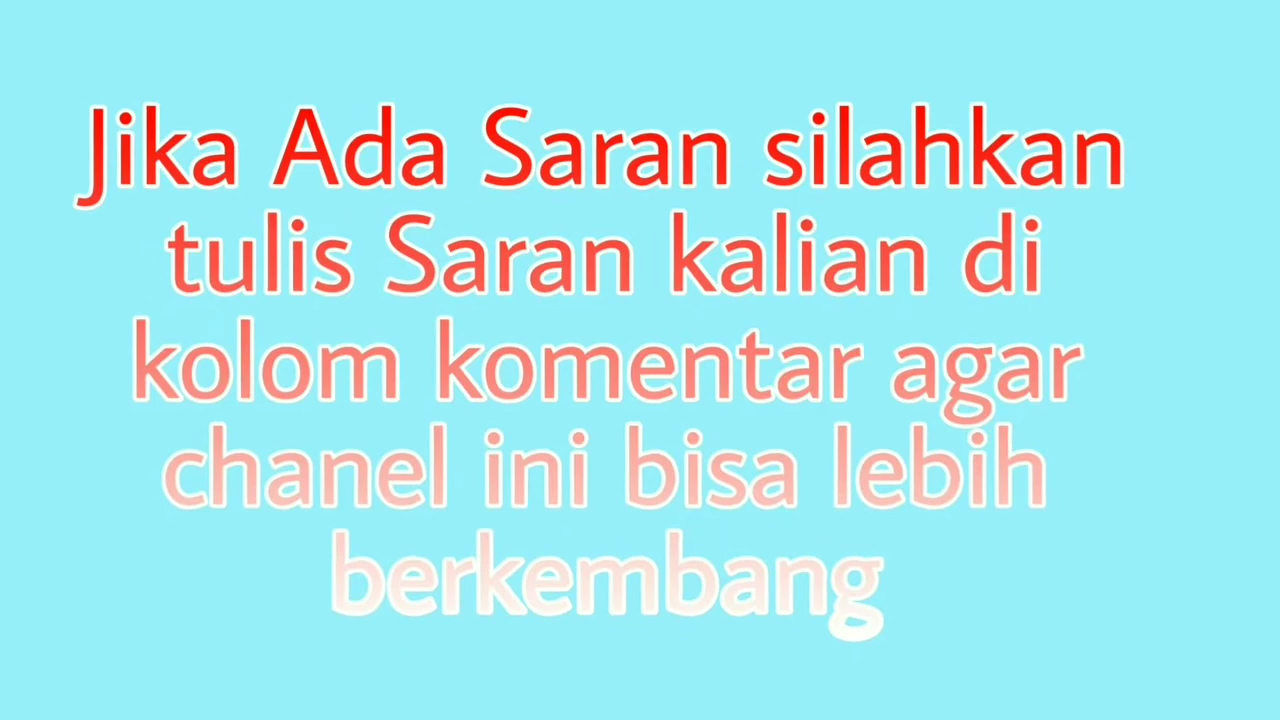 Jika Ada Saran silahkan
tulis Saran kalian di
kolom komentar agar
chanel ini bisa lebih
berkembang